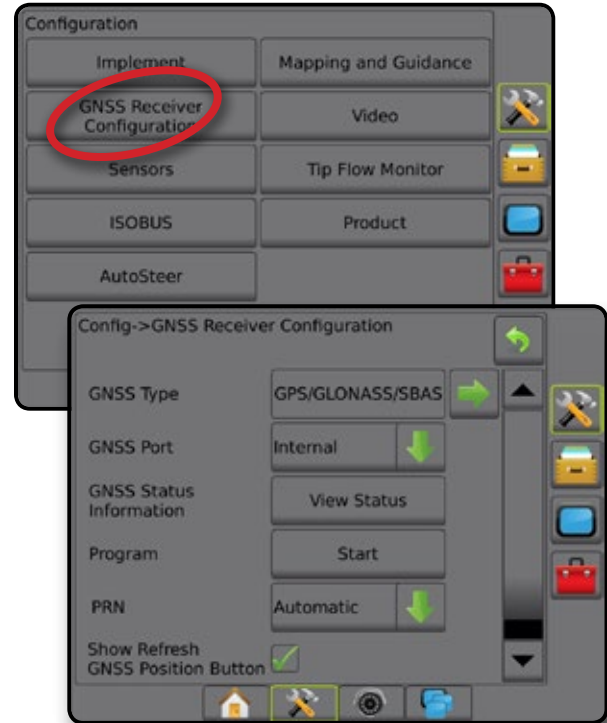 Configuration
Implement
Mapping and Guidance
GNSS Receiver
Configuration
Video
Sensors
Tip Flow Monitor
ISOBUS
Product
AutoSteer
Config->GNSS Receiver Configuration
GNSS Type
GPS/GLONASS/SBAS
GNSS Port
Internal
GNSS Status
Information
View Status
Program
Start
PRN
Automatic
Show Refresh
GNSS Position Button